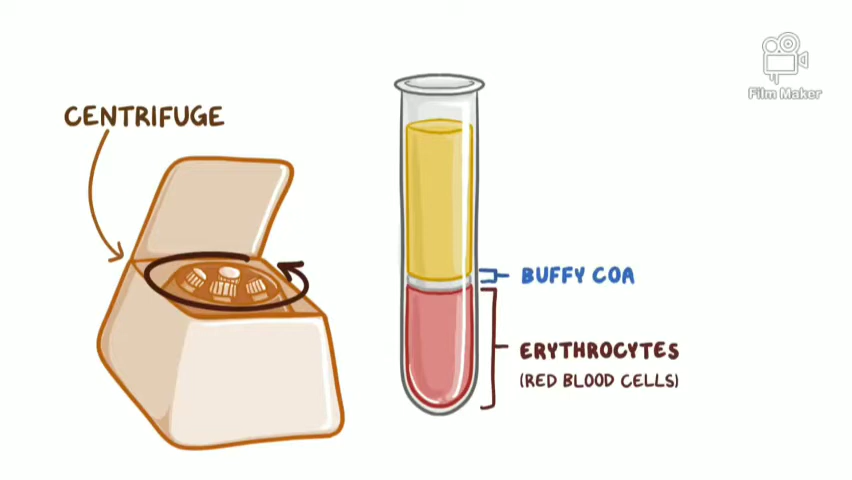 Film Maker
CENTRIFUGE
BUFFY COA
ERYTHROCYTES
(RED BLOOD CELLS)